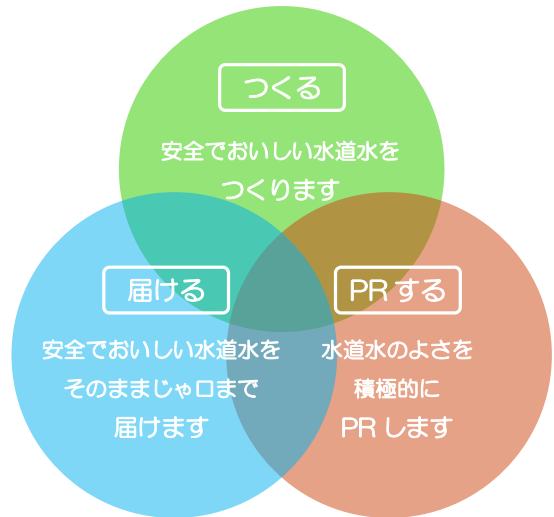 つくる
安全でおいしい水道水を
つくります
届ける
安全でおいしい水道水を
そのままじゃ口まで
届けます
PRする
水道水のよさを
積極的に
PRします